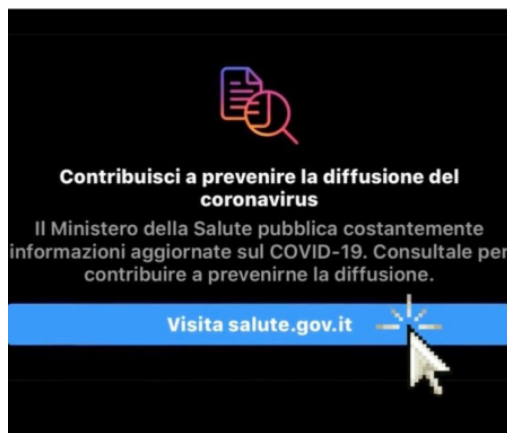 Contribuisci a prevenire la diffusione del
coronavirus
Il Ministero della Salute pubblica costantemente
informazioni aggiornate sul COVID-19. Consultale per
contribuire a prevenirne la diffusione.
Visita salute.gov.it